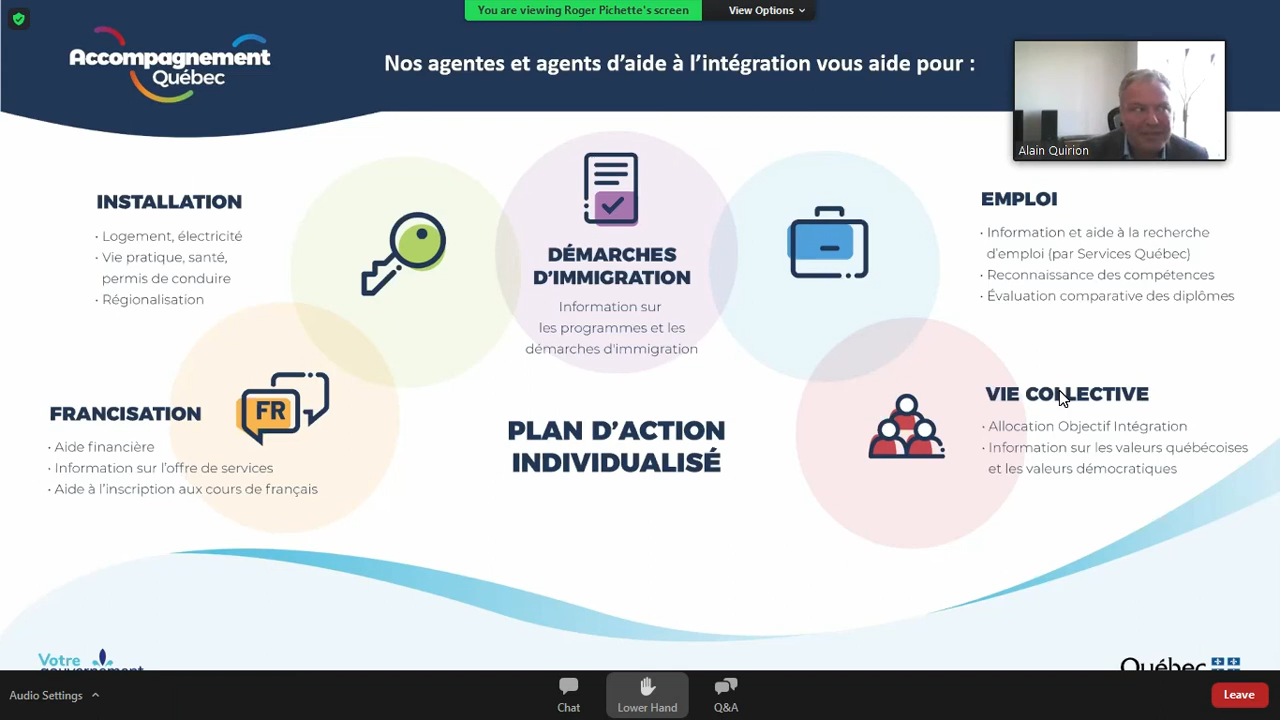 You are viewing Roger Pichette's screen
View Options
Accompagnement
Québec
Nos agentes et agents d'aide à l'intégration vous aide pour :
Alain Quirion
INSTALLATION
• Logement, électricité
• Vie pratique, santé,
permis de conduire
• Régionalisation
DÉMARCHES
D'IMMIGRATION
Information sur
les programmes et les
démarches d'immigration
EMPLOI
• Information et aide à la recherche
d'emploi (par Services Québec)
• Reconnaissance des compétences
• Évaluation comparative des diplômes
FRANCISATION
• Aide financière
• Information sur l'offre de services
• Aide à l'inscription aux cours de français
FR
PLAN D'ACTION
INDIVIDUALISÉ
VIE COLLECTIVE
• Allocation Objectif Intégration
• Information sur les valeurs québécoises
et les valeurs démocratiques
Votre
gouvernement
Québec
Audio Settings
Chat
Lower Hand
Q&A
Leave